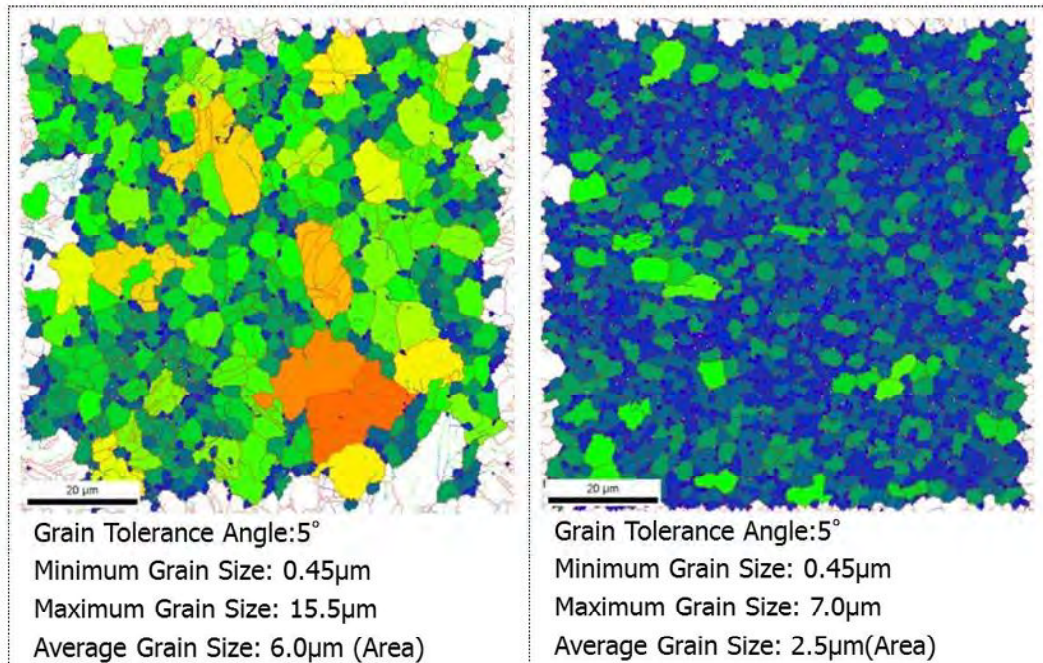 20 µm
Grain Tolerance Angle:5°
Minimum Grain Size: 0.45µm
Maximum Grain Size: 15.5µm
Average Grain Size: 6.0µm (Area)
20 µm
Grain Tolerance Angle:5°
Minimum Grain Size: 0.45µm
Maximum Grain Size: 7.0µm
Average Grain Size: 2.5µm(Area)